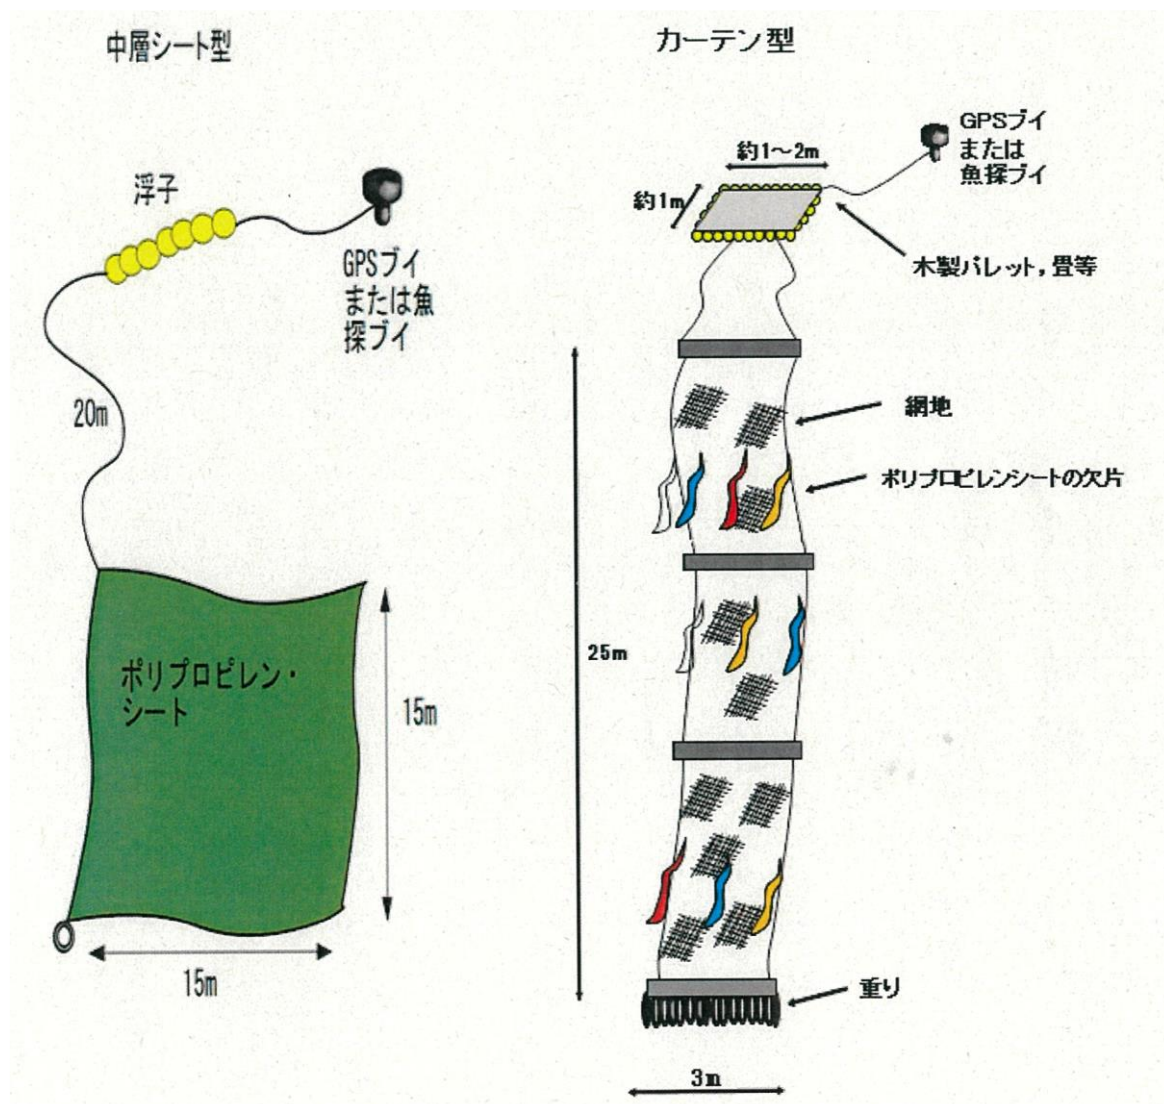 中層シート型
浮子
GPSブイ
または魚
探ブイ
20m
ポリプロピレン・
シート
15m
15m
カーテン型
GPSブイ
または
魚探ブイ
約1～2m
約1m
木製パレット，畳等
網地
ポリプロピレンシートの欠片
25m
重り
3m